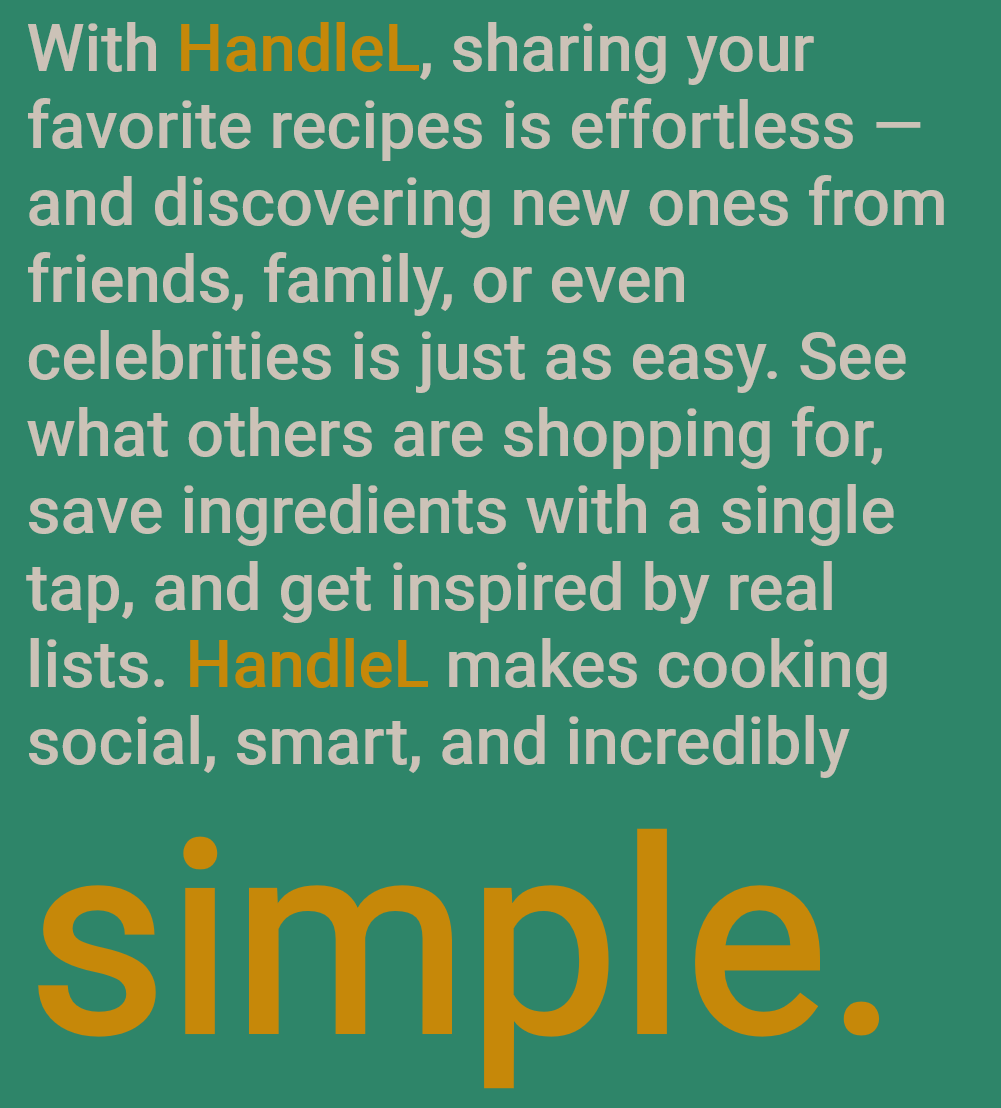 With HandleL, sharing your
favorite recipes is effortless —
and discovering new ones from
friends, family, or even
celebrities is just as easy. See
what others are shopping for,
save ingredients with a single
tap, and get inspired by real
lists. HandleL makes cooking
social, smart, and incredibly
simple.